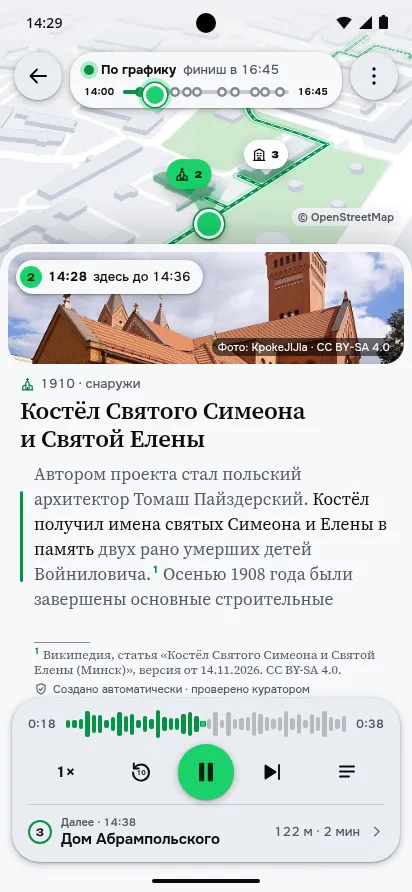 14:29
По графику финиш в 16:45
14:00
16:45
3
2
© OpenStreetMap
2 14:28 здесь до 14:36
Фото: KpokeJlJla · CC BY-SA 4.0
1910 · снаружи
Костёл Святого Симеона
и Святой Елены
Автором проекта стал польский
архитектор Томаш Пайздерский. Костёл
получил имена святых Симеона и Елены в
память двух рано умерших детей
Войниловича.¹ Осенью 1908 года были
завершены основные строительные
¹ Википедия, статья «Костёл Святого Симеона и Святой
Елены (Минск)», версия от 14.11.2026. CC BY-SA 4.0.
Создано автоматически · проверено куратором
0:18
0:38
1×
10
Далее · 14:38
3 Дом Абрампольского
122 м · 2 мин